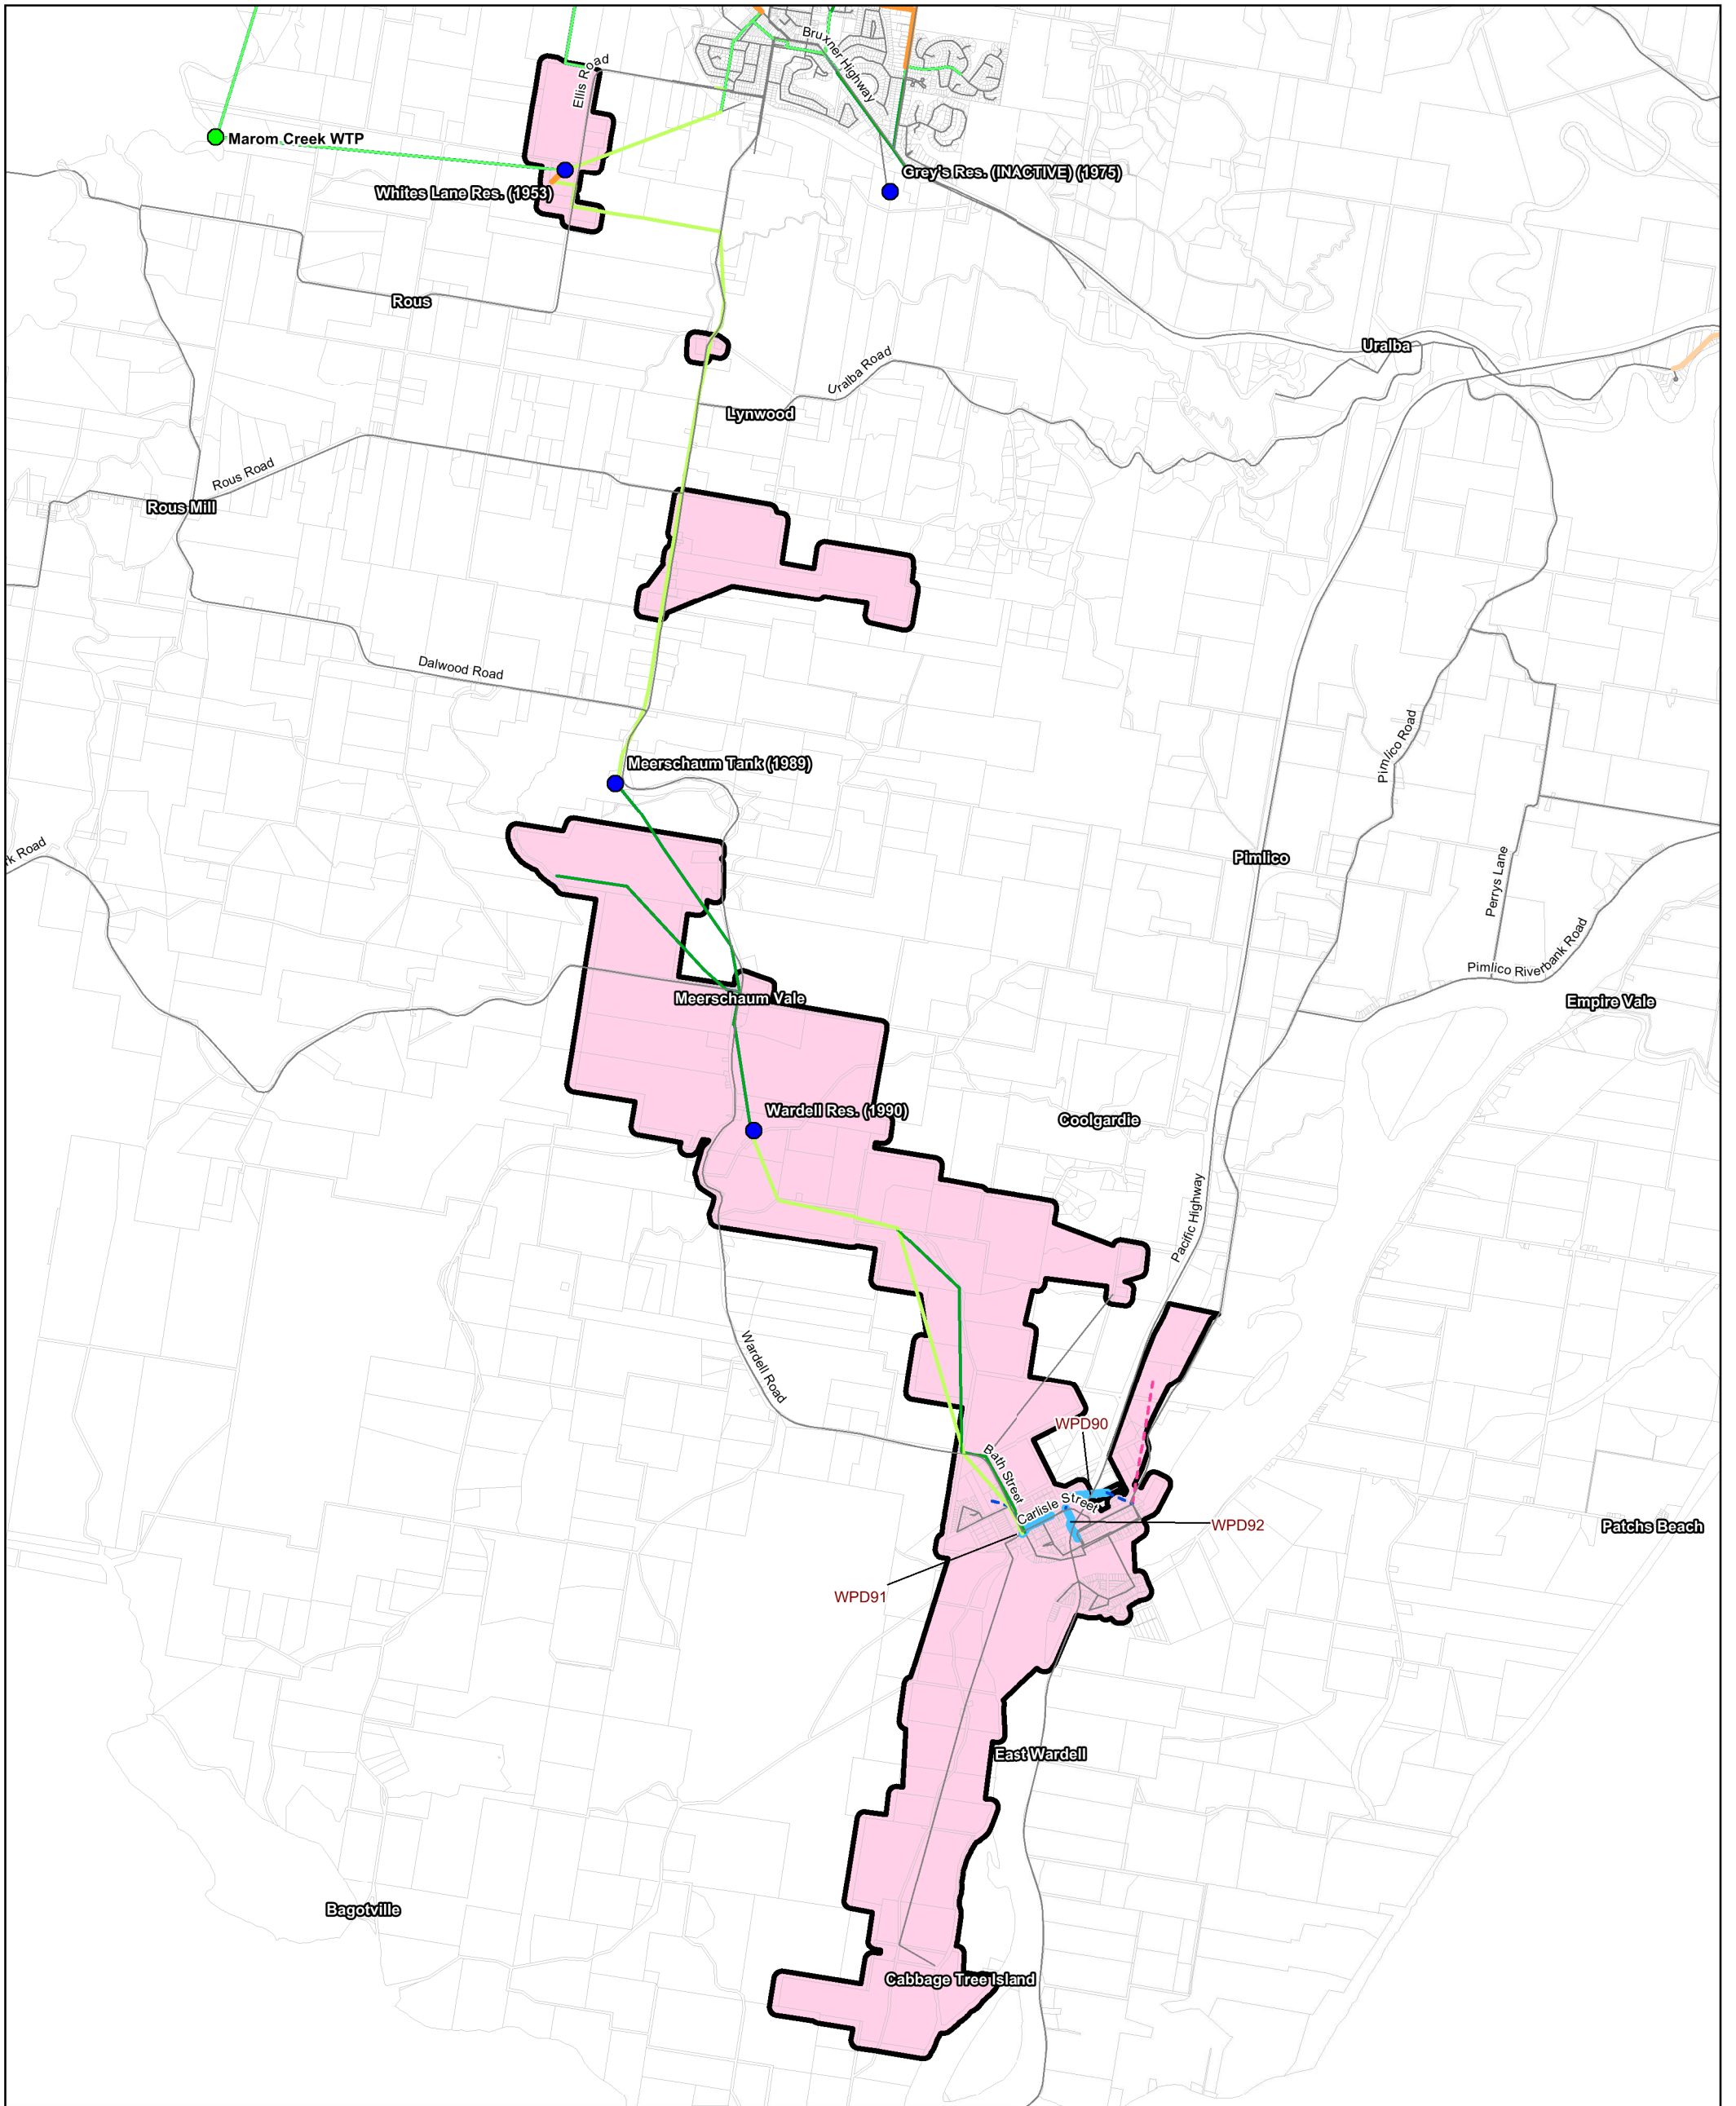 Bruxner Highway
Ellis Road
Marom Creek WTP
Grey's Res. (INACTIVE) (1975)
Whites Lane Res. (1953)
Rous
Uralba
Uralba Road
Lynwood
Rous Road
Rous Mill
Dalwood Road
Pimlico Road
Meerschaum Tank (1989)
rk Road
Pimlico
Perrys Lane
Pimlico Riverbank Road
Meerschaum Vale
Empire Vale
Wardell Res. (1990)
Coolgardie
Pacific Highway
Wardell Road
WPD90
Bath Street
Carlisle Street
WPD92
Patchs Beach
WPD91
East Wardell
Bagotville
Cabbage Tree Island